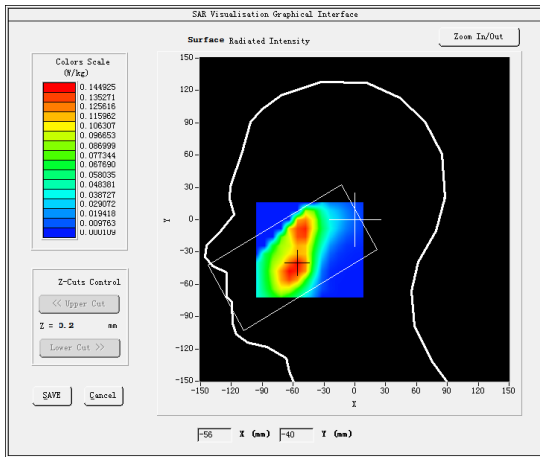 SAR Visualisation Graphical Interface
Surface Radiated Intensity
Zoom In/Out
Colors Scale
(W/kg)
0.144925
0.135271
0.125616
0.115962
0.106307
0.096653
0.086999
0.077344
0.067690
0.058035
0.048381
0.038727
0.029072
0.019418
0.009763
0.000109
150
120
90
60
30
0
-30
-60
-90
-120
-150
Y
-150 -120 -90 -60 -30 0 30 60 90 120 150
X
Z-Cuts Control
<< Upper Cut
Z = 0.2 mm
Lower Cut >>
SAVE Cancel
-56 X (mm) -40 Y (mm)